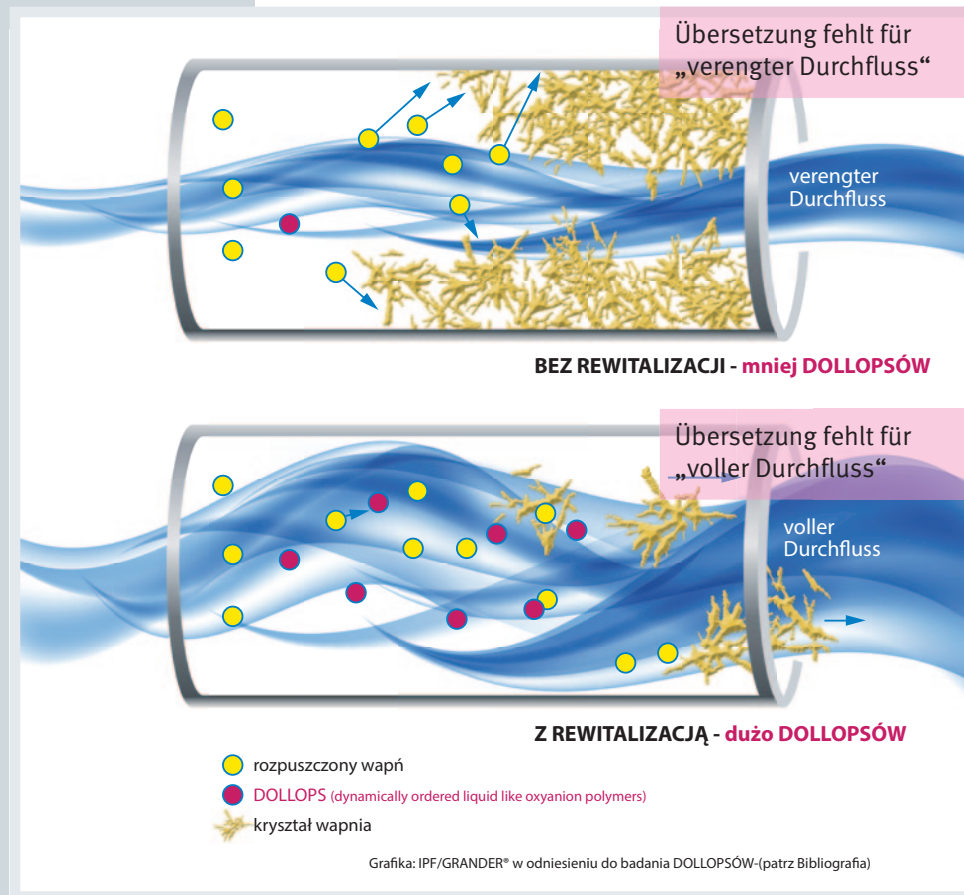 Übersetzung fehlt für
„verengter Durchfluss“
verengter
Durchfluss
BEZ REWITALIZACJI - mniej DOLLOPSÓW
Übersetzung fehlt für
„voller Durchfluss“
voller
Durchfluss
Z REWITALIZACJĄ - dużo DOLLOPSÓW
rozpuszczony wapń
DOLLOPS (dynamically ordered liquid like oxyanion polymers)
kryształ wapnia
Grafika: IPF/GRANDER® w odniesieniu do badania DOLLOPSÓW-(patrz Bibliografia)